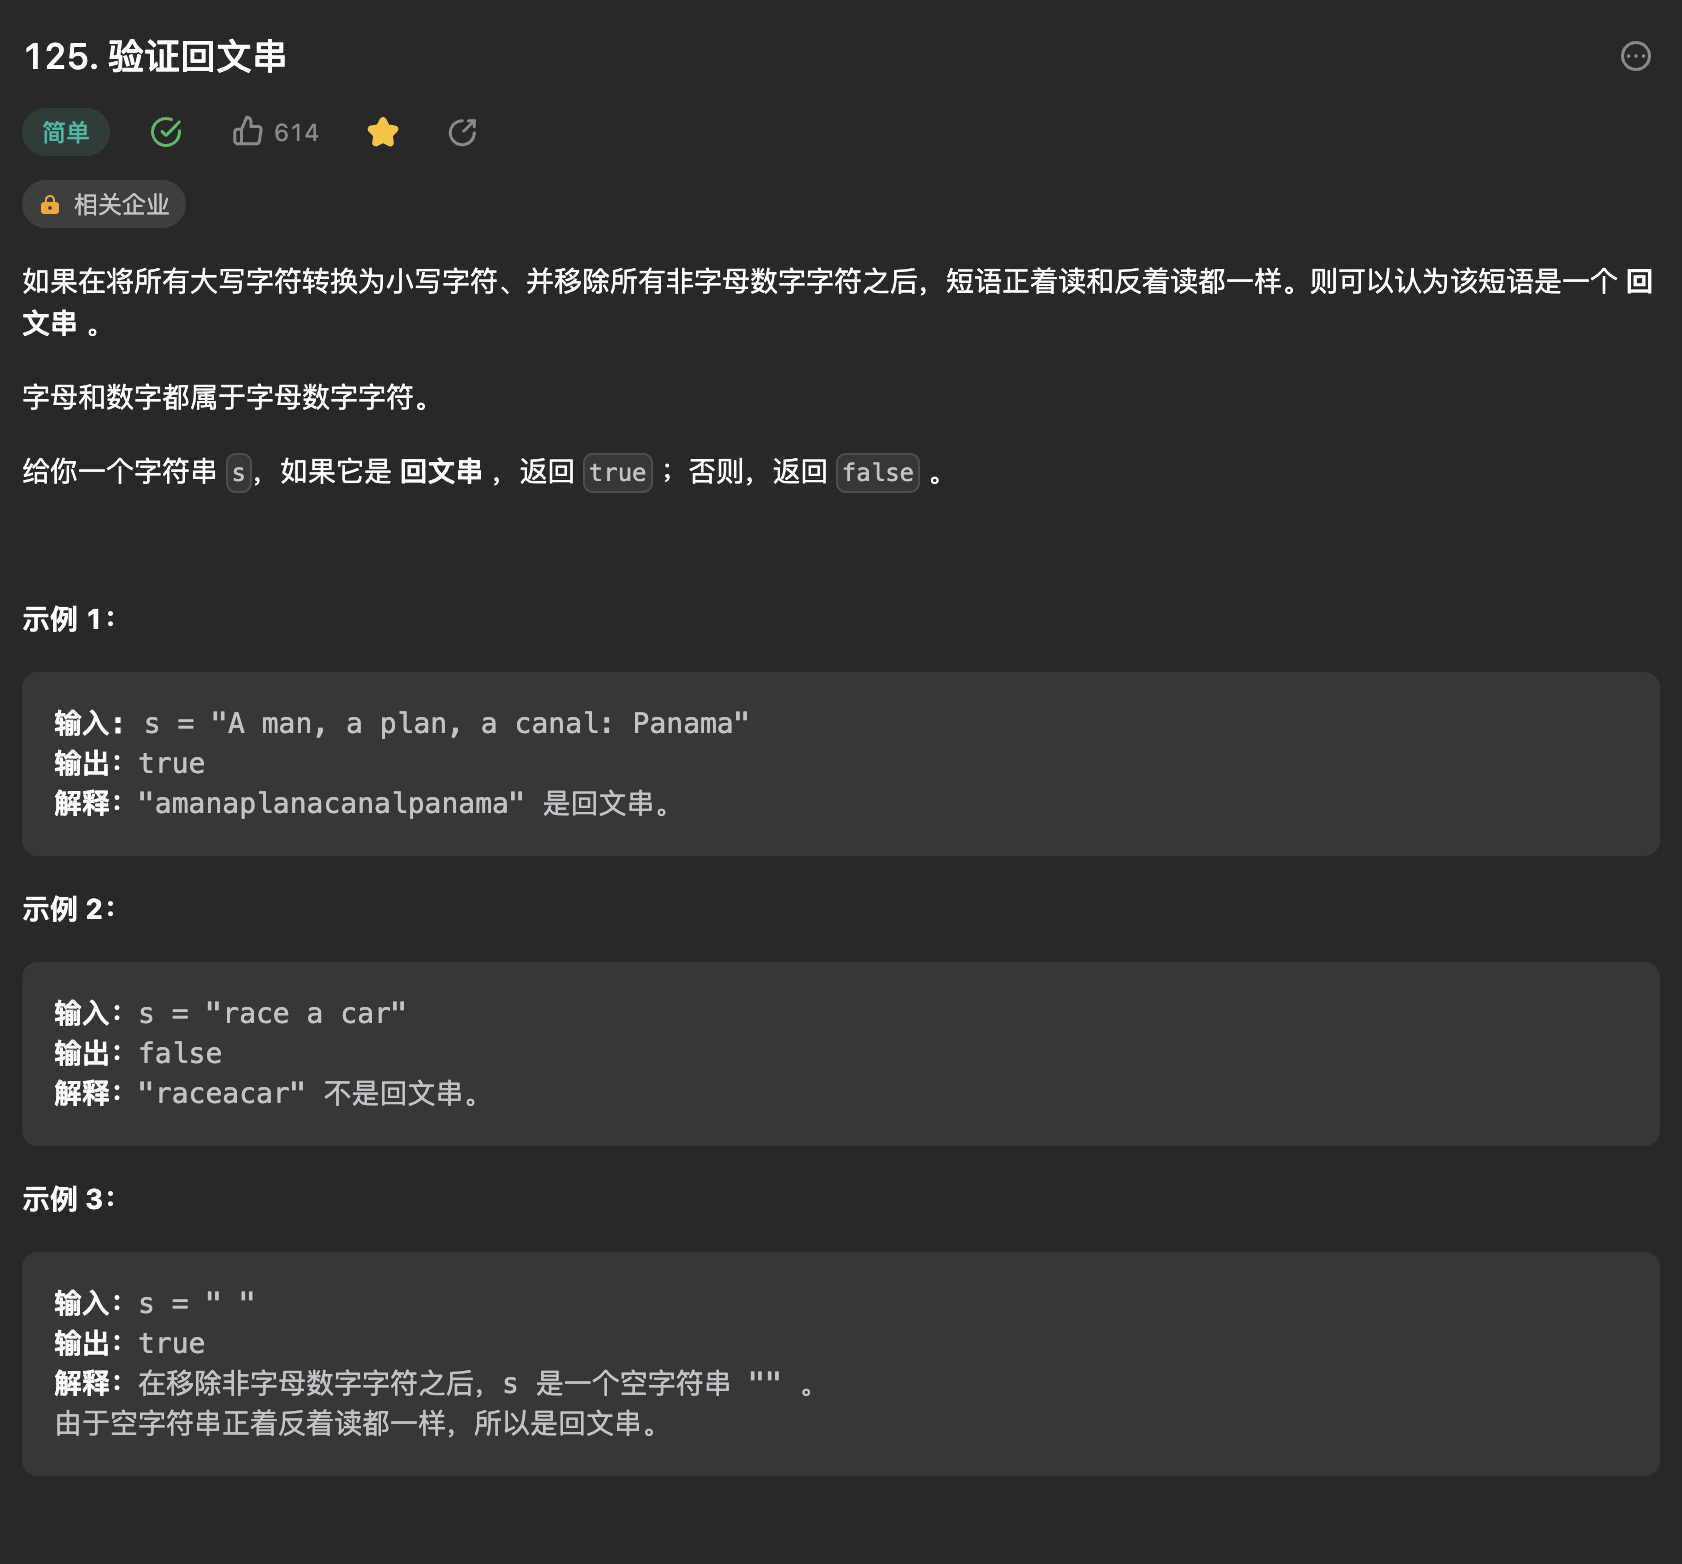 125. 验证回文串
简单
614
相关企业
如果在将所有大写字符转换为小写字符、并移除所有非字母数字字符之后，短语正着读和反着读都一样。则可以认为该短语是一个 回
文串 。
字母和数字都属于字母数字字符。
给你一个字符串 s，如果它是 回文串 ，返回 true ；否则，返回 false 。
示例 1：
输入: s = "A man, a plan, a canal: Panama"
输出：true
解释："amanaplanacanalpanama" 是回文串。
示例 2：
输入：s = "race a car"
输出：false
解释："raceacar" 不是回文串。
示例 3：
输入：s = " "
输出：true
解释：在移除非字母数字字符之后，s 是一个空字符串 "" 。
由于空字符串正着反着读都一样，所以是回文串。